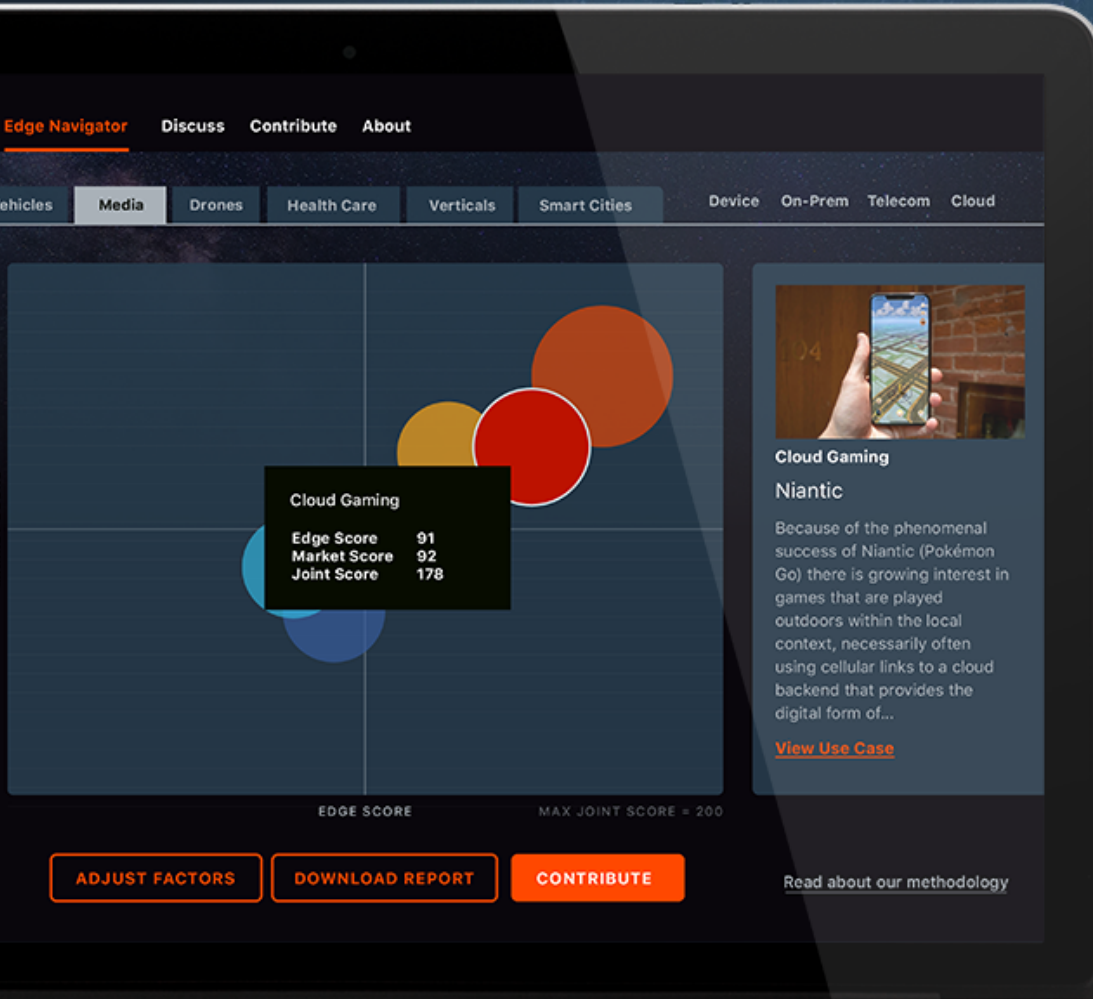 Edge Navigator Discuss Contribute About
ehicles Media Drones Health Care Verticals Smart Cities Device On-Prem Telecom Cloud
Cloud Gaming
Edge Score 91
Market Score 92
Joint Score 178
EDGE SCORE MAX JOINT SCORE = 200
Cloud Gaming
Niantic
Because of the phenomenal
success of Niantic (Pokémon
Go) there is growing interest in
games that are played
outdoors within the local
context, necessarily often
using cellular links to a cloud
backend that provides the
digital form of...
View Use Case
ADJUST FACTORS DOWNLOAD REPORT CONTRIBUTE
Read about our methodology